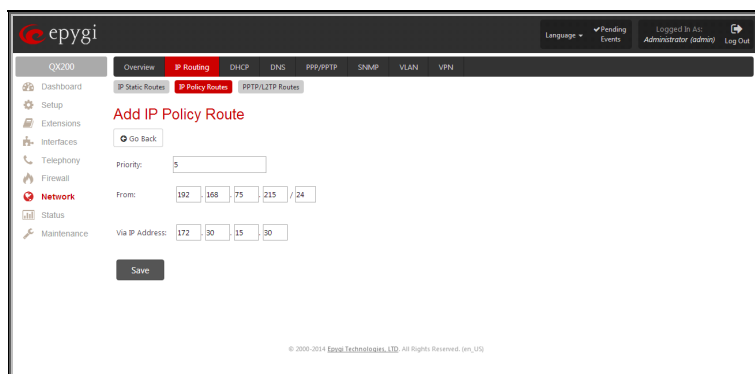 epygi
Language
Pending Events
Logged In As:
Administrator (admin)
Log Out
QX200
Overview IP Routing DHCP DNS PPP/PPTP SNMP VLAN VPN
Dashboard
Setup
Extensions
Interfaces
Telephony
Firewall
Network
Status
Maintenance
IP Static Routes IP Policy Routes PPTP/L2TP Routes
Add IP Policy Route
Go Back
Priority: 5
From: 192 . 168 . 75 . 215 / 24
Via IP Address: 172 . 30 . 15 . 30
Save
© 2000-2014 Epygi Technologies, LTD. All Rights Reserved. (en_US)